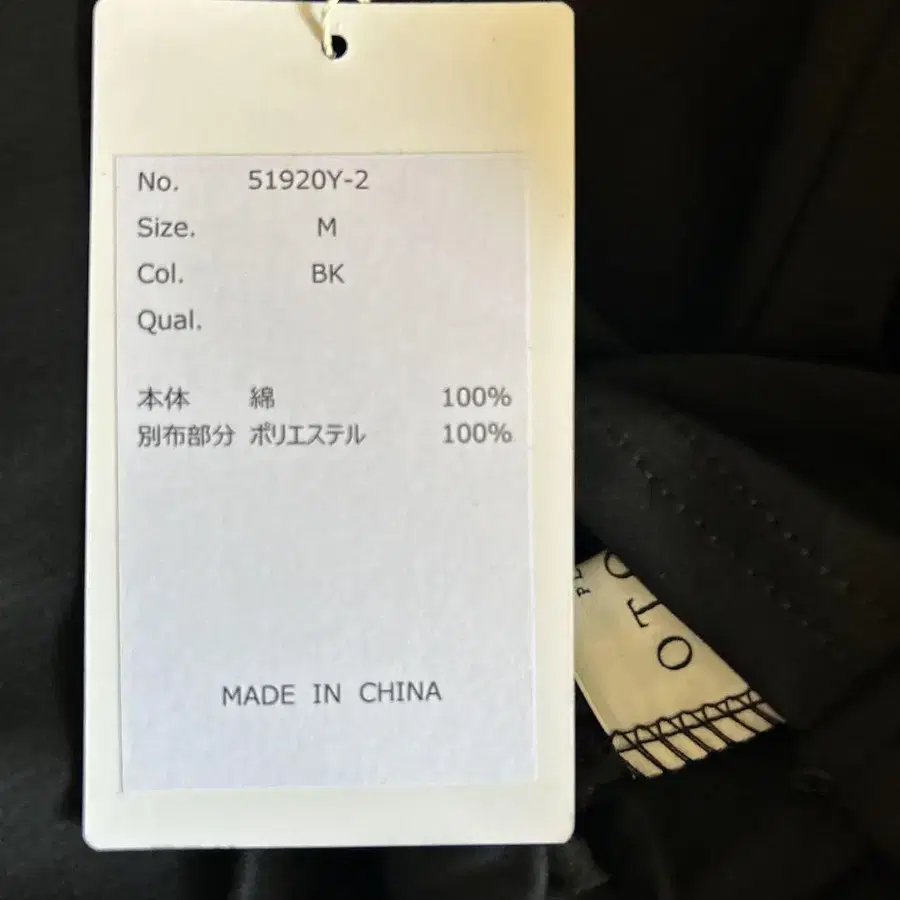 No. 51920Y-2
Size. M
Col. BK
Qual.
本体 綿 100%
別布部分 ポリエステル 100%
MADE IN CHINA